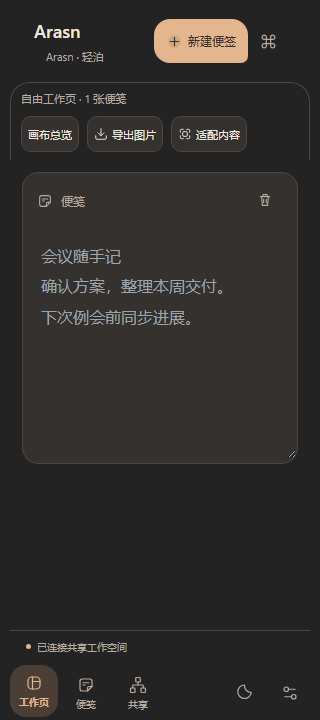 Arasn
Arasn · 轻泊
新建便签
自由工作页 · 1 张便笺
画布总览
导出图片
适配内容
便笺
会议随手记
确认方案，整理本周交付。
下次例会前同步进展。
已连接共享工作空间
工作页
便笺
共享